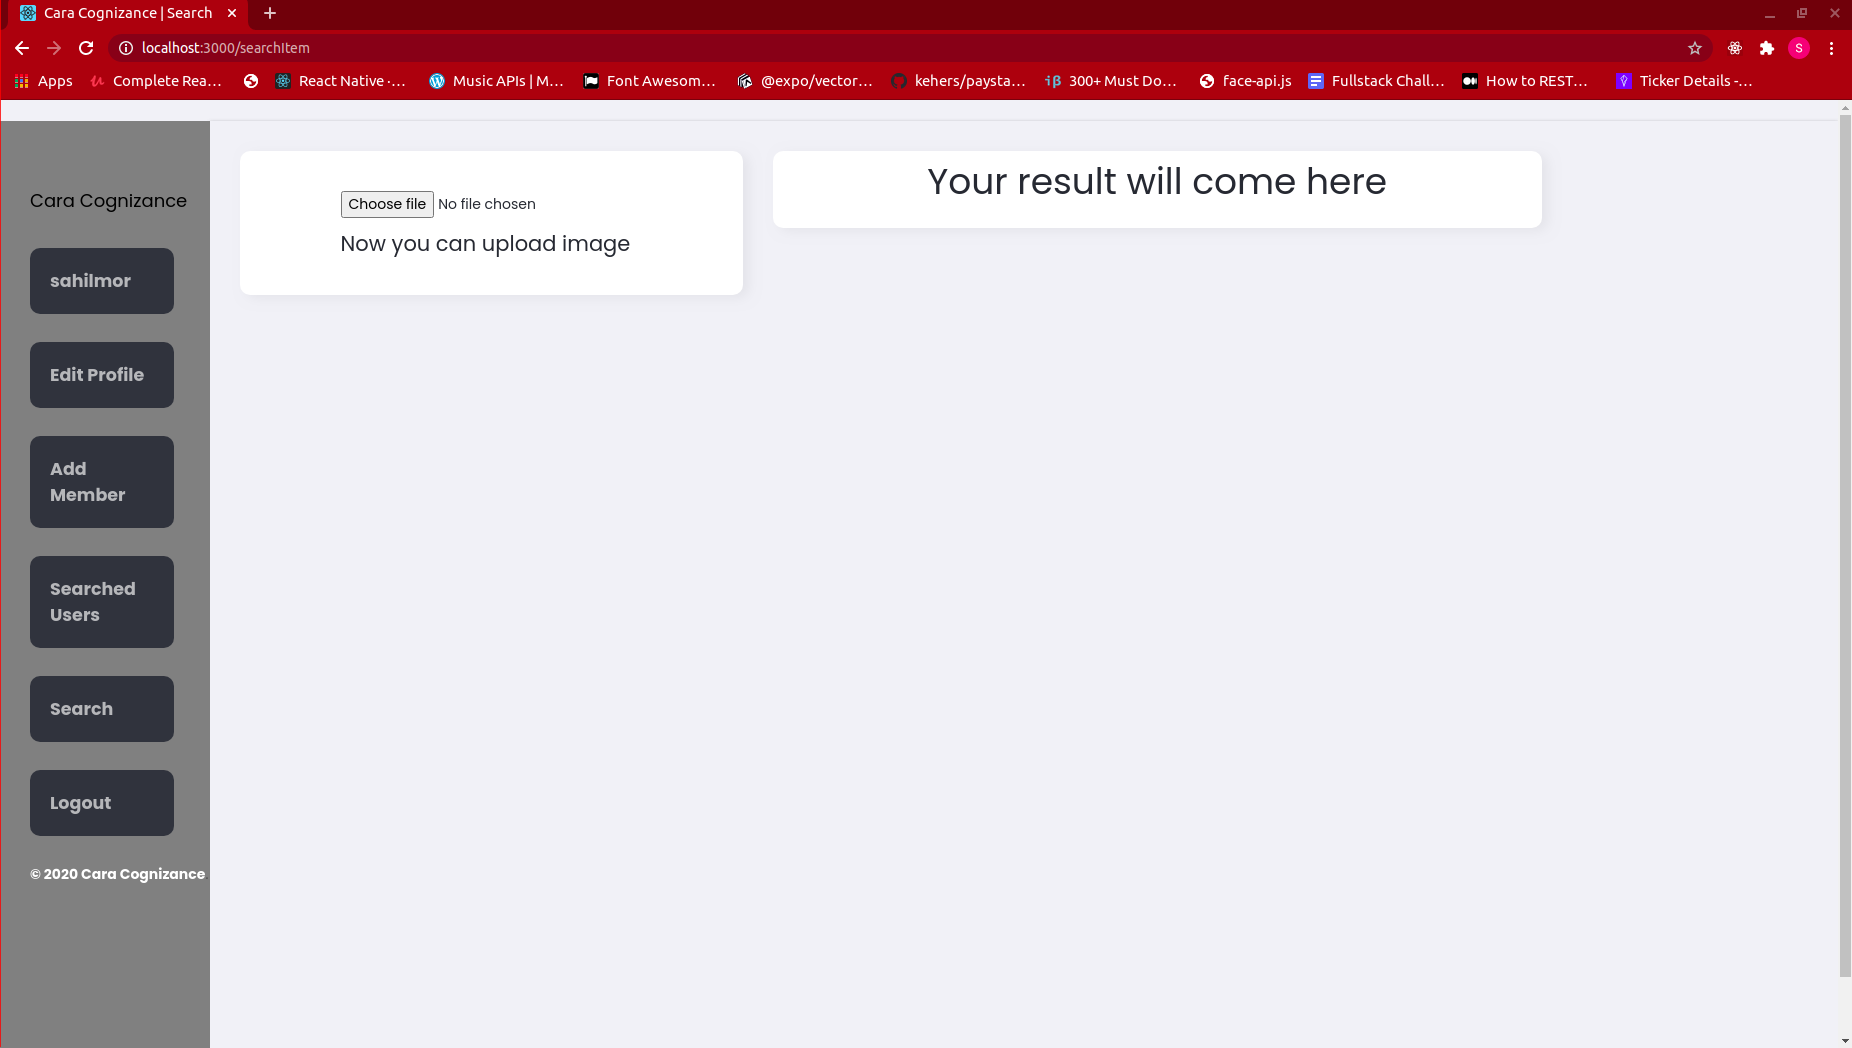 Cara Cognizance | Search
localhost:3000/searchItem
Apps
Complete Rea...
React Native ·...
Music APIs | M...
Font Awesom...
@expo/vector...
kehers/paysta...
iβ 300+ Must Do...
face-api.js
Fullstack Chall...
How to REST...
Ticker Details -...
S
Cara Cognizance
sahilmor
Edit Profile
Add
Member
Searched
Users
Search
Logout
© 2020 Cara Cognizance
Choose file No file chosen
Now you can upload image
Your result will come here